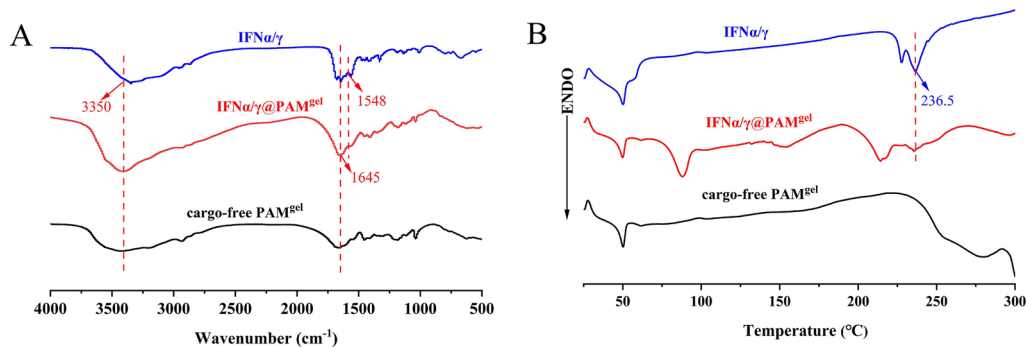 A
IFNα/γ
3350
1548
IFNα/γ@PAMgel
1645
cargo-free PAMgel
4000 3500 3000 2500 2000 1500 1000 500
Wavenumber (cm-1)
B
IFNα/γ
236.5
ENDO
IFNα/γ@PAMgel
cargo-free PAMgel
50 100 150 200 250 300
Temperature (℃)